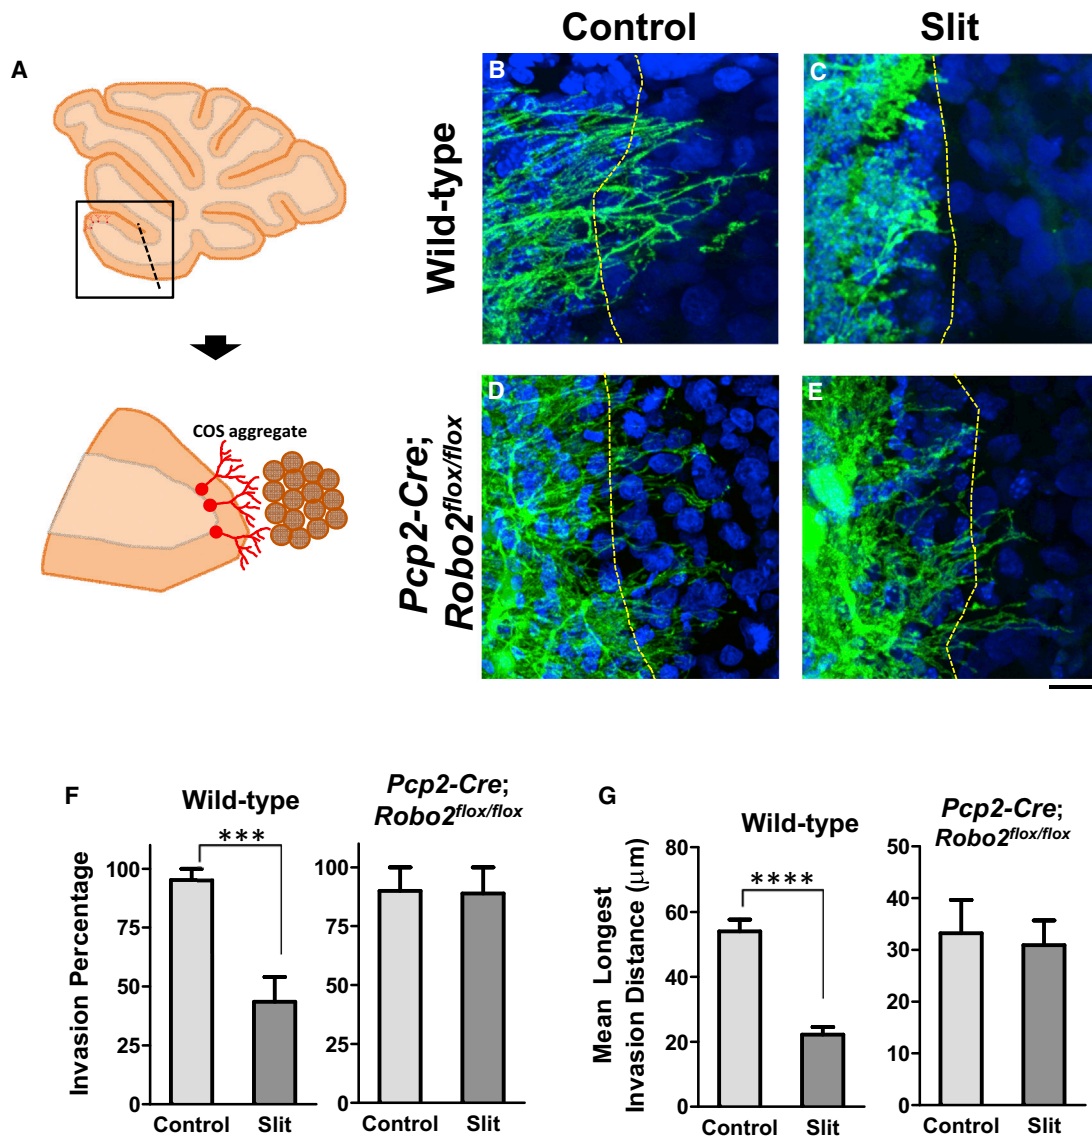 Control
Slit
A
B
C
Wild-type
COS aggregate
D
E
Pcp2-Cre;
Robo2flox/flox
F
Wild-type
***
Pcp2-Cre;
Robo2flox/flox
Invasion Percentage
100
75
50
25
0
Control
Slit
100
75
50
25
0
Control
Slit
G
Wild-type
****
Pcp2-Cre;
Robo2flox/flox
Mean Longest
Invasion Distance (μm)
80
60
40
20
0
Control
Slit
50
40
30
20
10
0
Control
Slit